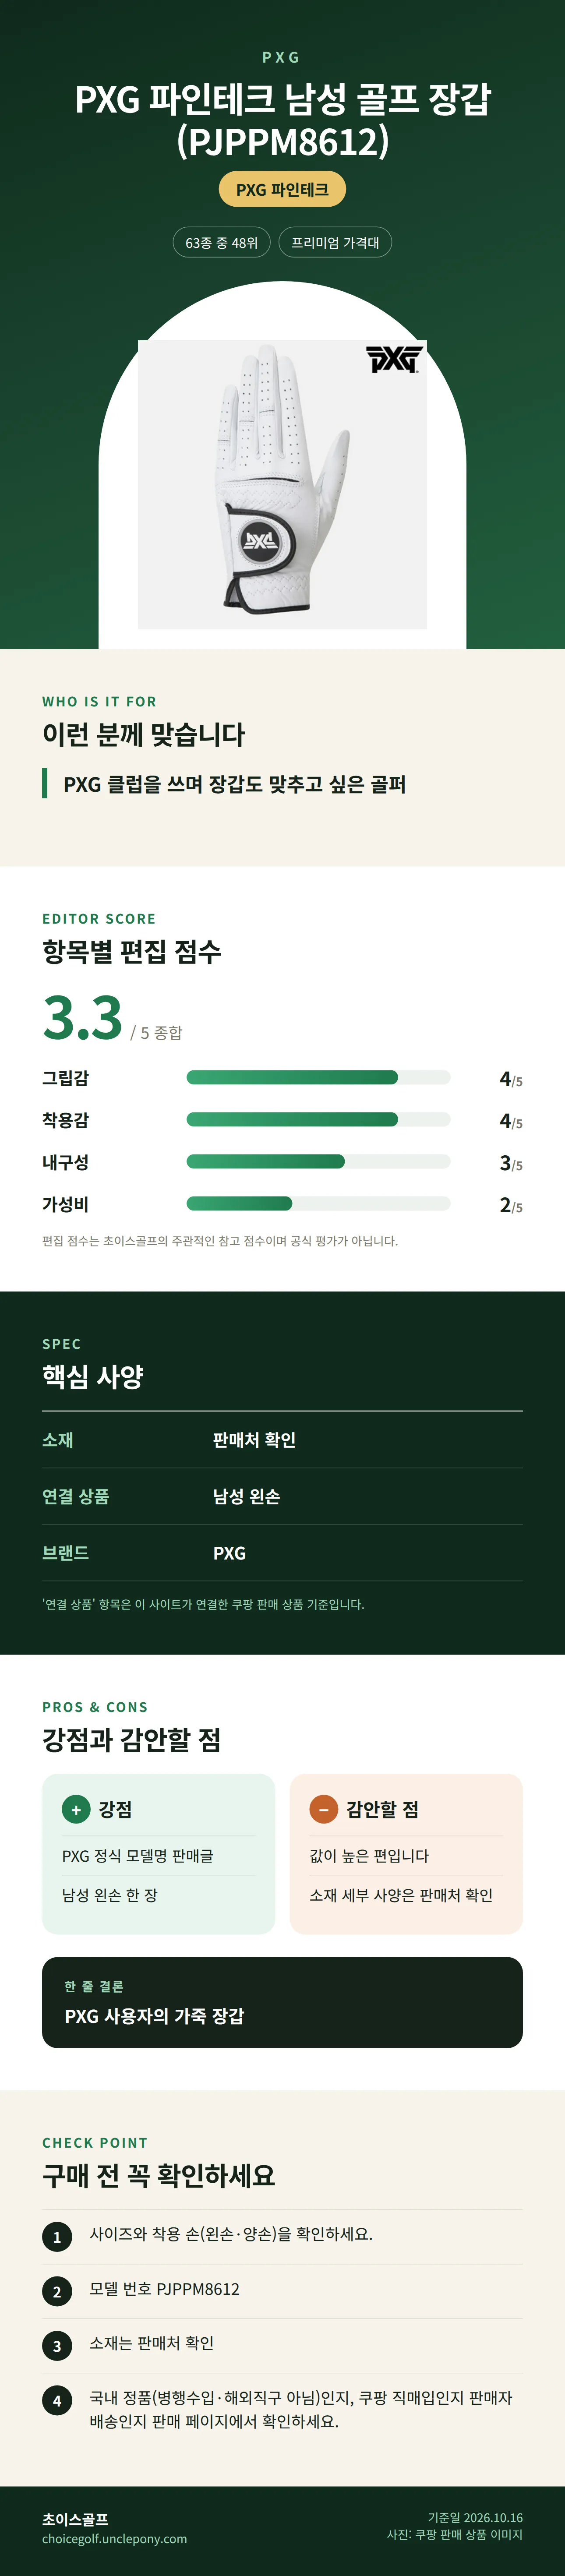 PXG
PXG 파인테크 남성 골프 장갑
(PJPPM8612)
PXG 파인테크
63종 중 48위
프리미엄 가격대
PXG
PXG
WHO IS IT FOR
이런 분께 맞습니다
PXG 클럽을 쓰며 장갑도 맞추고 싶은 골퍼
EDITOR SCORE
항목별 편집 점수
3.3 / 5 종합
그립감 4/5
착용감 4/5
내구성 3/5
가성비 2/5
편집 점수는 초이스골프의 주관적인 참고 점수이며 공식 평가가 아닙니다.
SPEC
핵심 사양
소재 판매처 확인
연결 상품 남성 왼손
브랜드 PXG
'연결 상품' 항목은 이 사이트가 연결한 쿠팡 판매 상품 기준입니다.
PROS & CONS
강점과 감안할 점
+ 강점
PXG 정식 모델명 판매글
남성 왼손 한 장
− 감안할 점
값이 높은 편입니다
소재 세부 사양은 판매처 확인
한 줄 결론
PXG 사용자의 가죽 장갑
CHECK POINT
구매 전 꼭 확인하세요
1 사이즈와 착용 손(왼손·양손)을 확인하세요.
2 모델 번호 PJPPM8612
3 소재는 판매처 확인
4 국내 정품(병행수입·해외직구 아님)인지, 쿠팡 직매입인지 판매자
배송인지 판매 페이지에서 확인하세요.
초이스골프
choicegolf.unclepony.com
기준일 2026.10.16
사진: 쿠팡 판매 상품 이미지